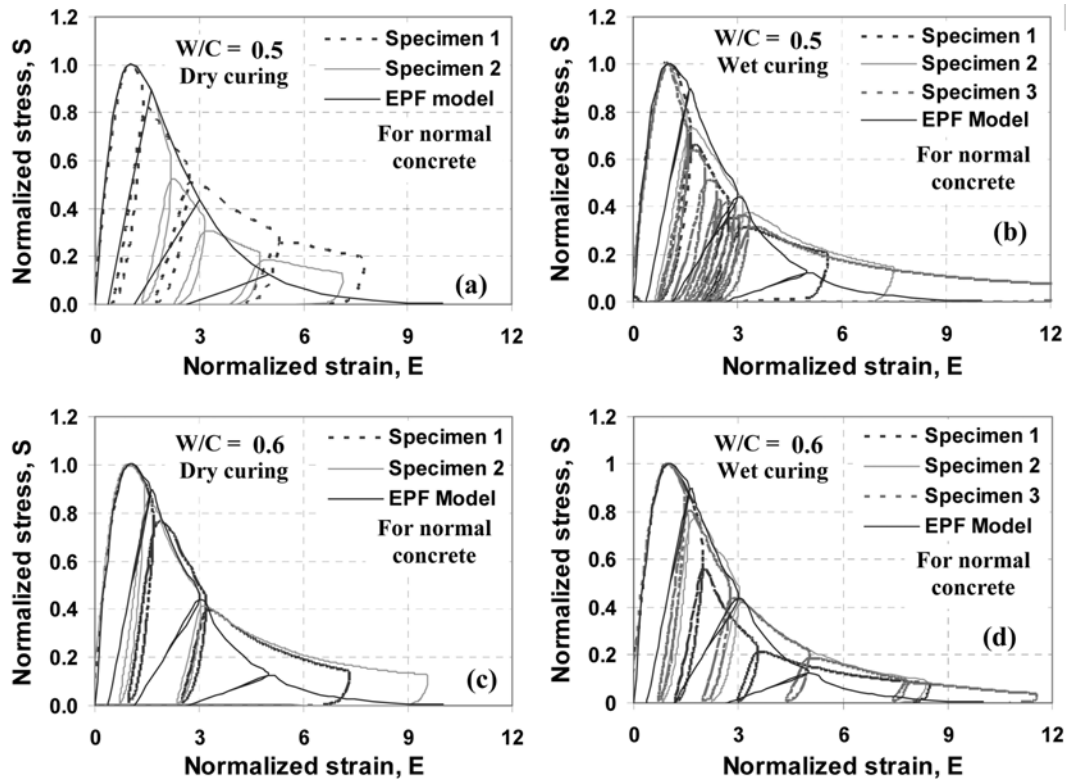 1.2
1.0
0.8
0.6
0.4
0.2
0.0
Normalized stress, S
W/C = 0.5
Dry curing
Specimen 1
Specimen 2
EPF model
For normal
concrete
(a)
0
3
6
9
12
Normalized strain, E
1.2
1.0
0.8
0.6
0.4
0.2
0.0
Normalized stress, S
W/C = 0.5
Wet curing
Specimen 1
Specimen 2
Specimen 3
EPF Model
For normal
concrete
(b)
0
3
6
9
12
Normalized strain, E
1.2
1.0
0.8
0.6
0.4
0.2
0.0
Normalized stress, S
W/C = 0.6
Dry curing
Specimen 1
Specimen 2
EPF Model
For normal
concrete
(c)
0
3
6
9
12
Normalized strain, E
1.2
1
0.8
0.6
0.4
0.2
0
Normalized stress, S
W/C = 0.6
Wet curing
Specimen 1
Specimen 2
Specimen 3
EPF Model
For normal
concrete
(d)
0
3
6
9
12
Normalized strain, E